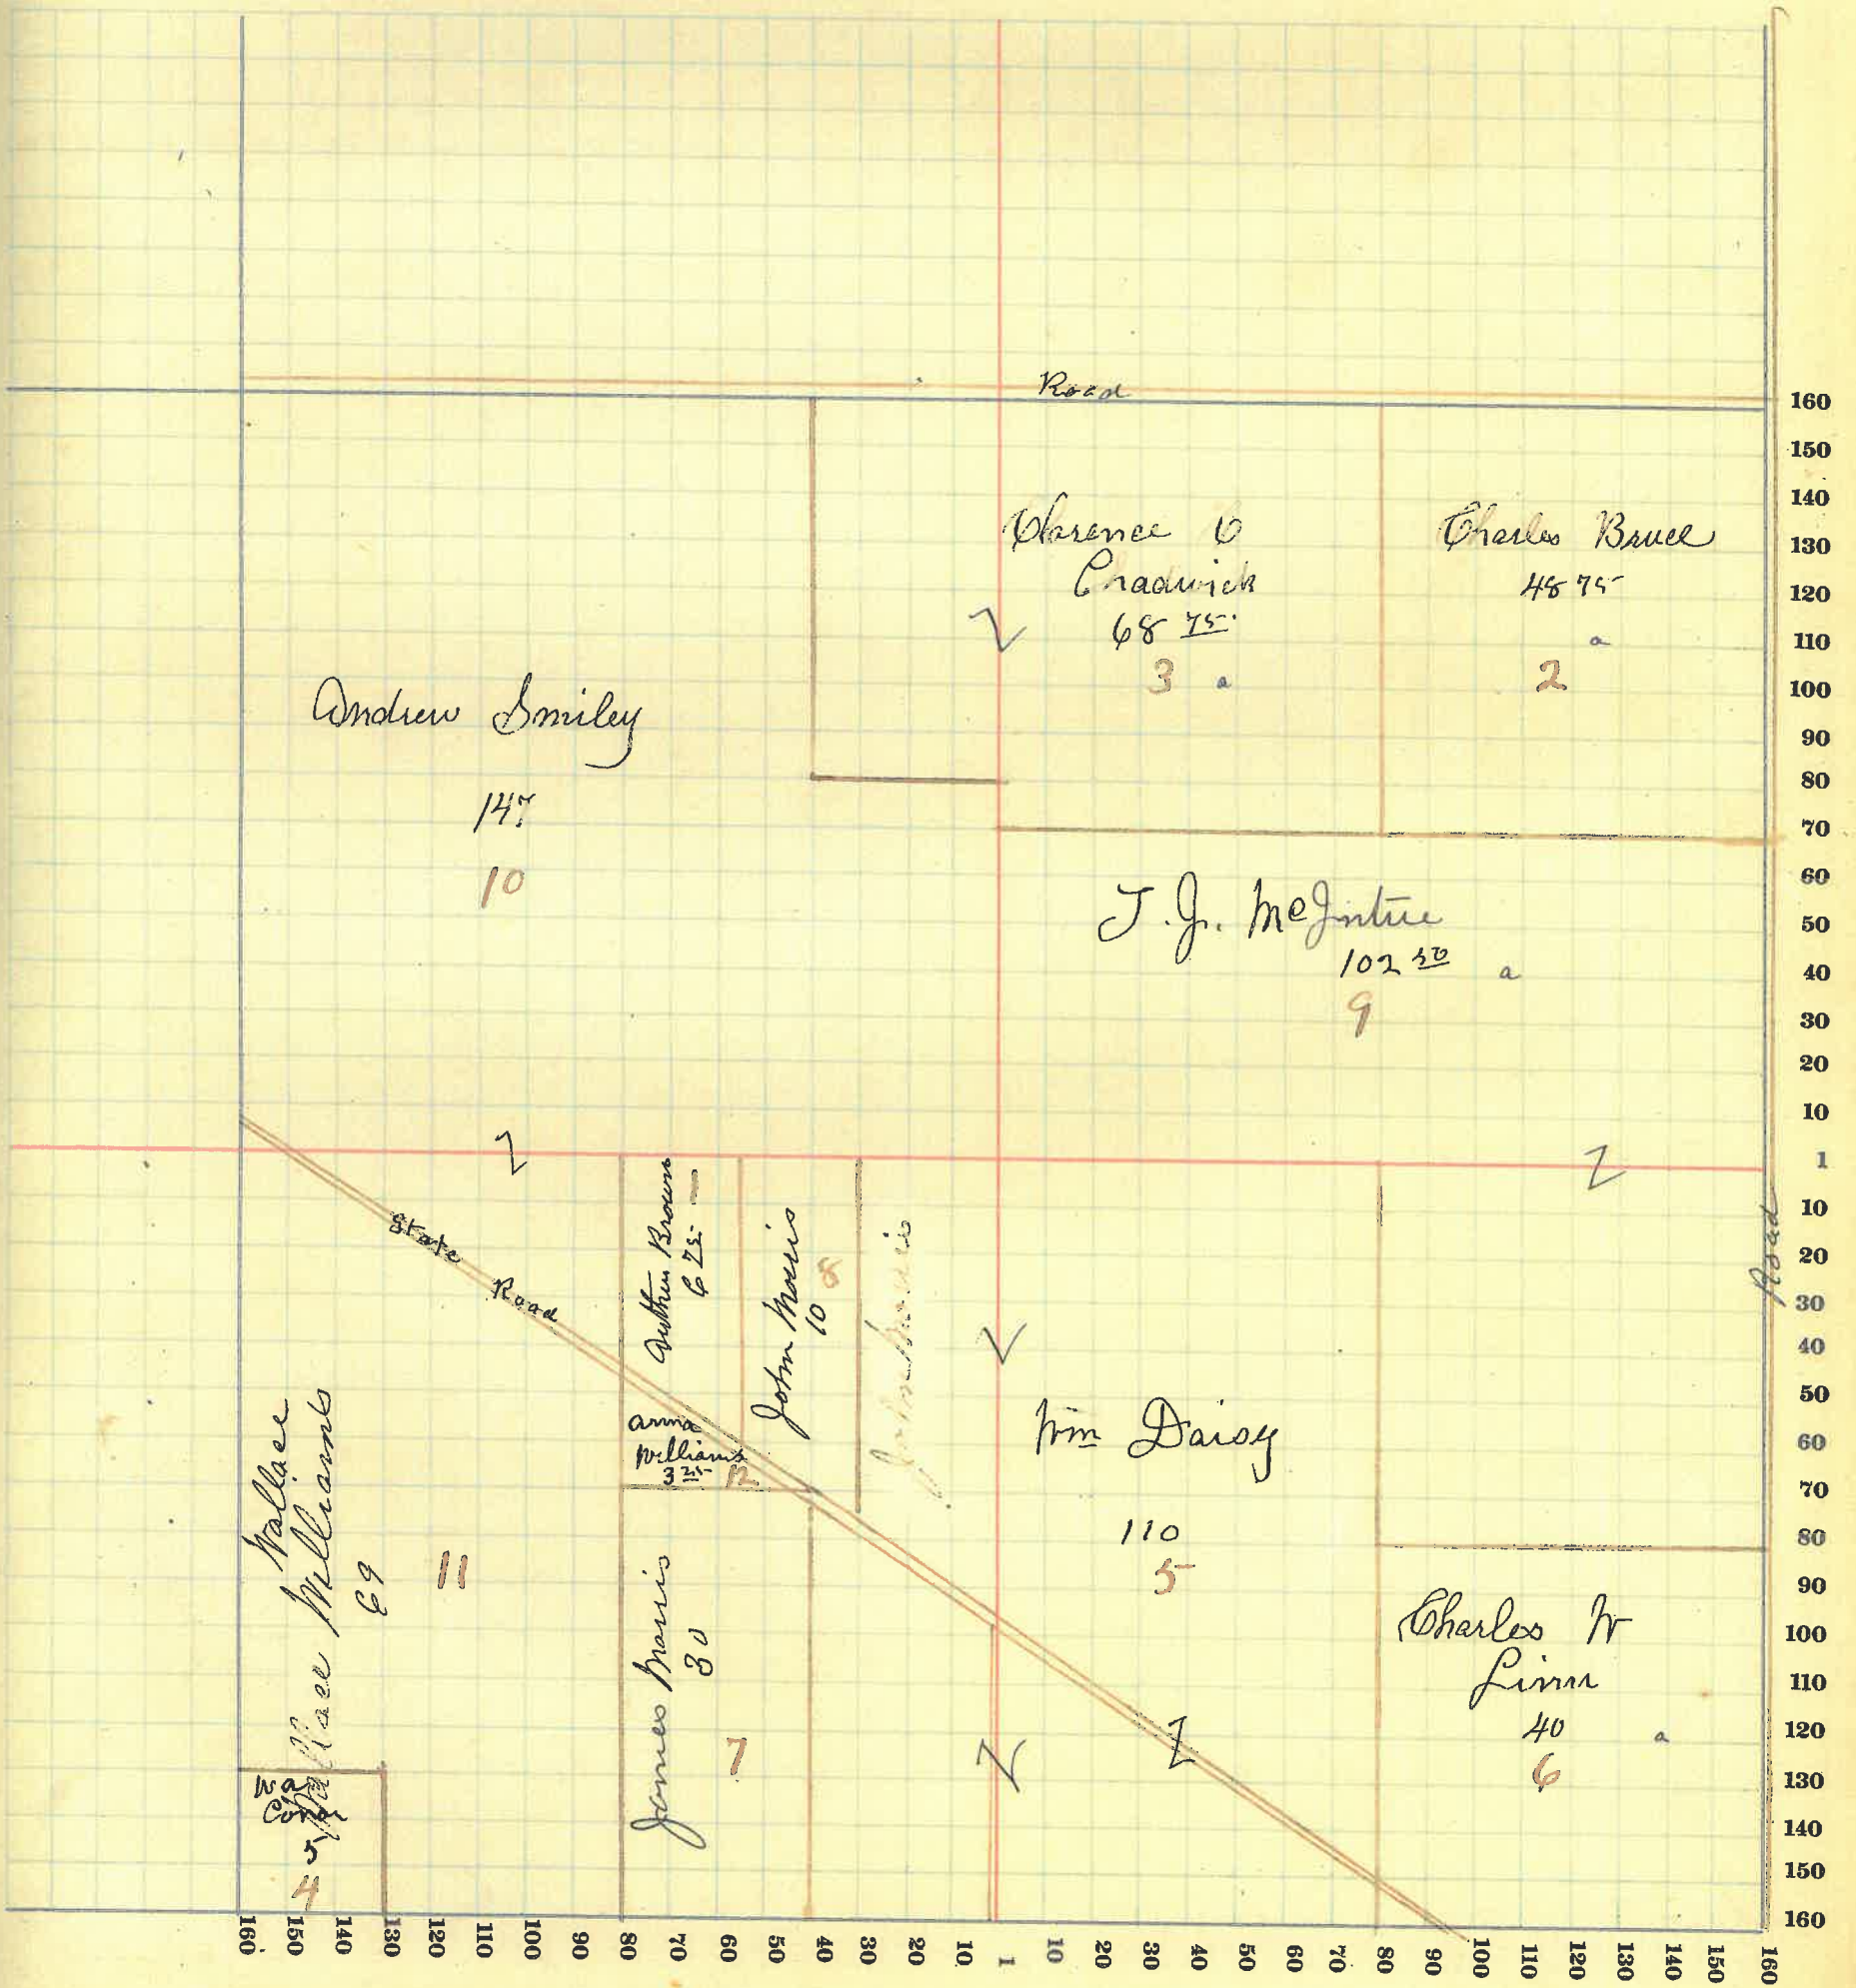 Road
Clarence C
Chadwick
68 75
3 a
Charles Bruce
48 75
a
2
Andrew Smiley
147
10
T. J. McIntire
102 50 a
9
State Road
Road
Arthur Brown
6 75
John Morris
10
8
John Morris
Anna
Williams
3 25
12
Wm Daisy
110
5
Wallace
Williams
69
11
Wallace
James Morris
30
7
Charles W
Linn
40 a
6
5
4
160
150
140
130
120
110
100
90
80
70
60
50
40
30
20
10
1
10
20
30
40
50
60
70
80
90
100
110
120
130
140
150
160
160 150 140 130 120 110 100 90 80 70 60 50 40 30 20 10 1 10 20 30 40 50 60 70 80 90 100 110 120 130 140 150 160